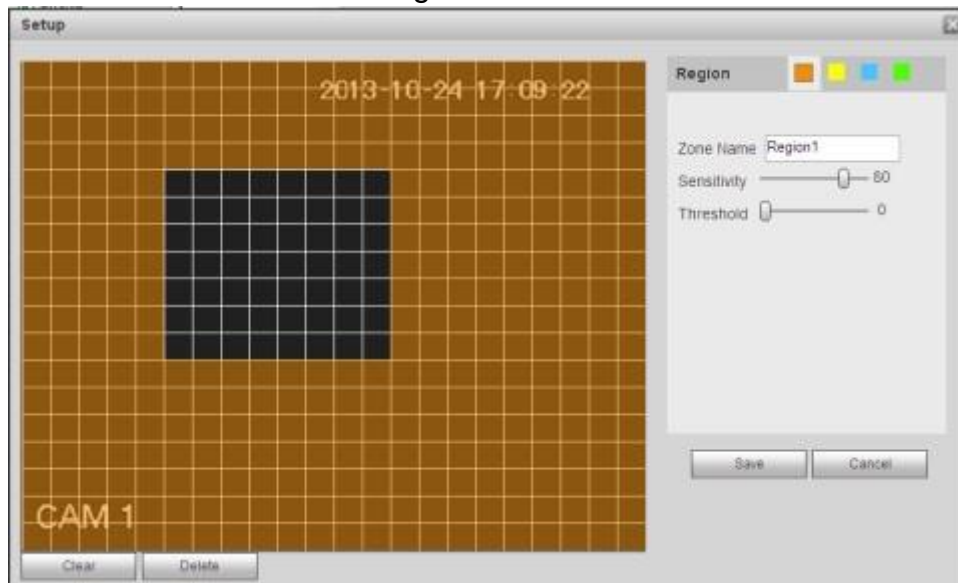 Setup
2013-10-24 17:09:22
Region
Zone Name Region1
Sensitivity 80
Threshold 0
Save Cancel
CAM 1
Clear Delete